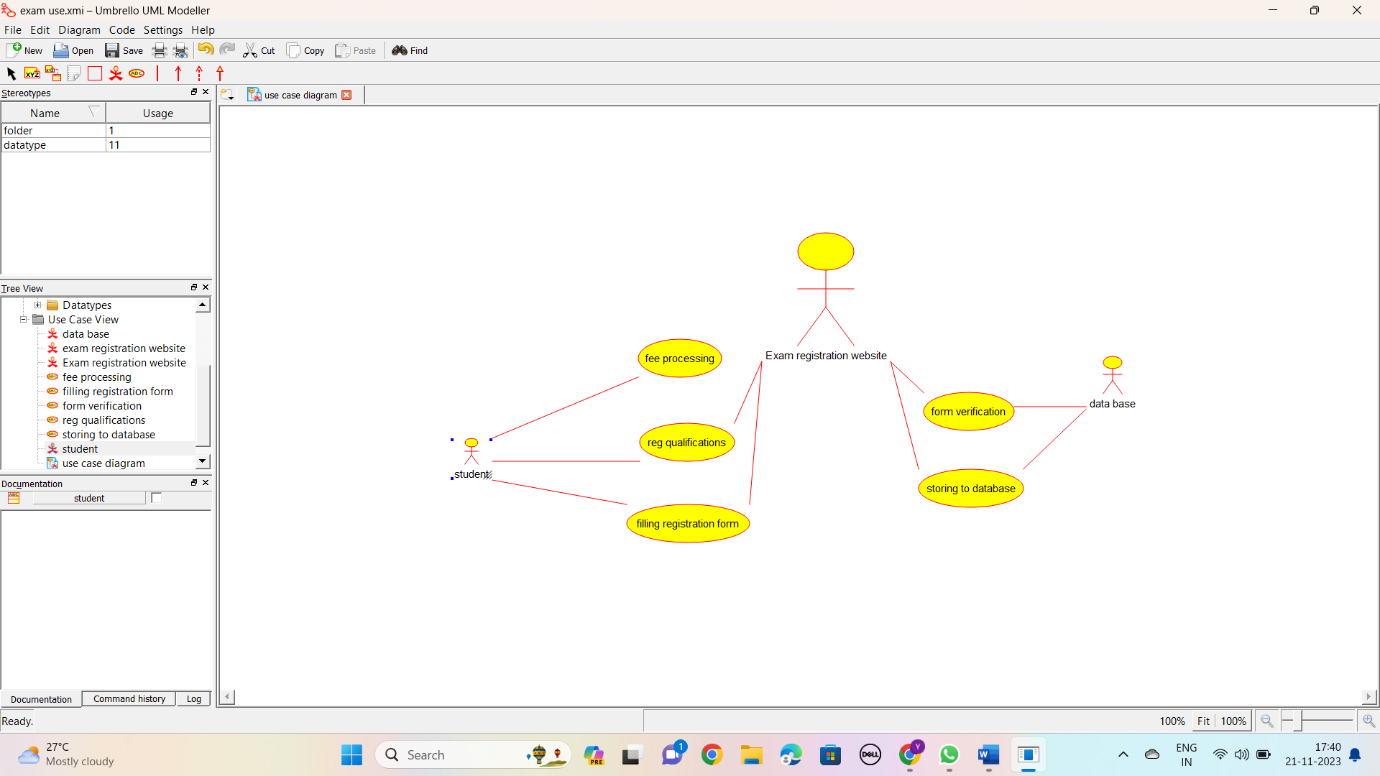 exam use.xmi – Umbrello UML Modeller
File Edit Diagram Code Settings Help
New Open Save Cut Copy Paste Find
XYZ ABC
Stereotypes
use case diagram
Name Usage
folder 1
datatype 11
Tree View
Datatypes
Use Case View
data base
exam registration website
Exam registration website
fee processing
filling registration form
form verification
reg qualifications
storing to database
student
use case diagram
Documentation
student
Documentation Command history Log
Exam registration website
fee processing
data base
form verification
reg qualifications
student
storing to database
filling registration form
Ready.
100% Fit 100%
27°C
Mostly cloudy
Search
PRE
1
DELL
Y
ENG
IN
17:40
21-11-2023